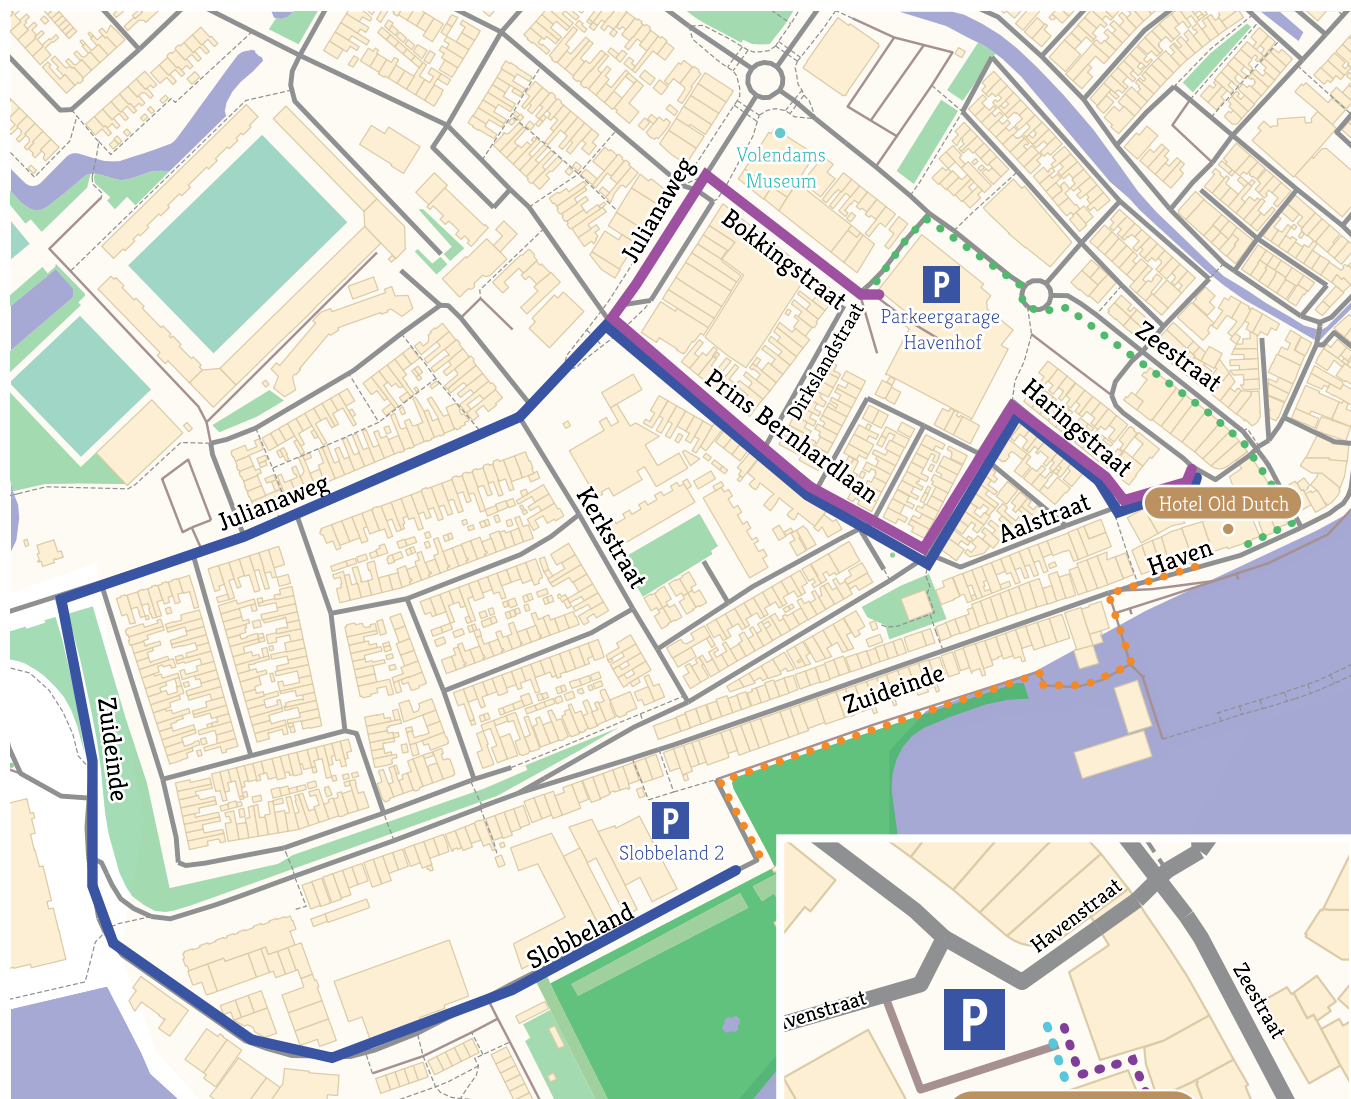 Volendams
Museum
Julianaweg
Bokkingstraat
P
Parkeergarage
Havenhof
Dirkslandstraat
Zeestraat
Prins Bernhardlaan
Haringstraat
Julianaweg
Kerkstraat
Aalstraat
Hotel Old Dutch
Haven
Zuideinde
Zuideinde
P
Slobbeland 2
Slobbeland
Havenstraat
Zeestraat
venstraat
P